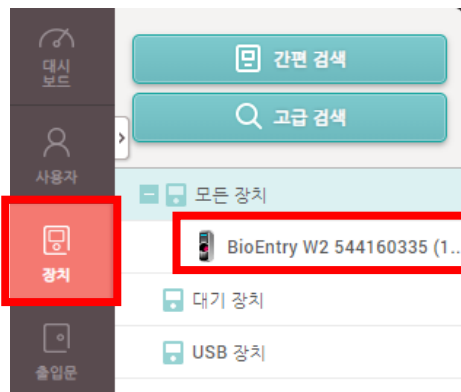 대시
보드
사용자
장치
출입문
간편 검색
고급 검색
모든 장치
BioEntry W2 544160335 (1...
대기 장치
USB 장치